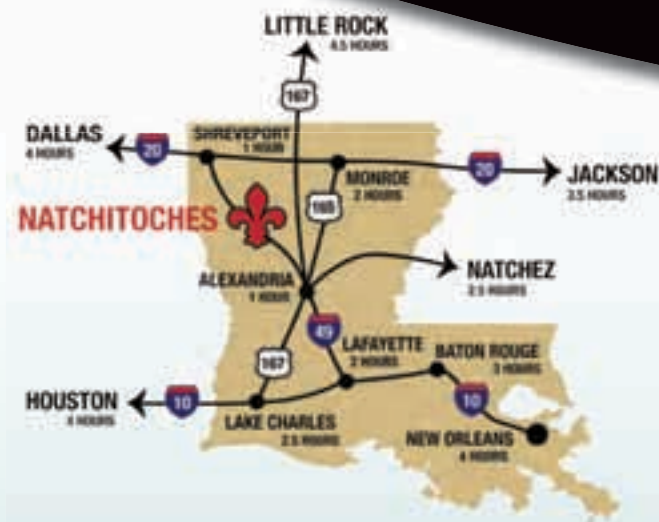 LITTLE ROCK
4.5 HOURS
167
DALLAS
4 HOURS
20
SHREVEPORT
1 HOUR
MONROE
2 HOURS
20
JACKSON
3.5 HOURS
165
NATCHITOCHES
ALEXANDRIA
1 HOUR
NATCHEZ
2.5 HOURS
49
167
LAFAYETTE
2 HOURS
BATON ROUGE
3 HOURS
HOUSTON
4 HOURS
10
LAKE CHARLES
2.5 HOURS
10
NEW ORLEANS
4 HOURS